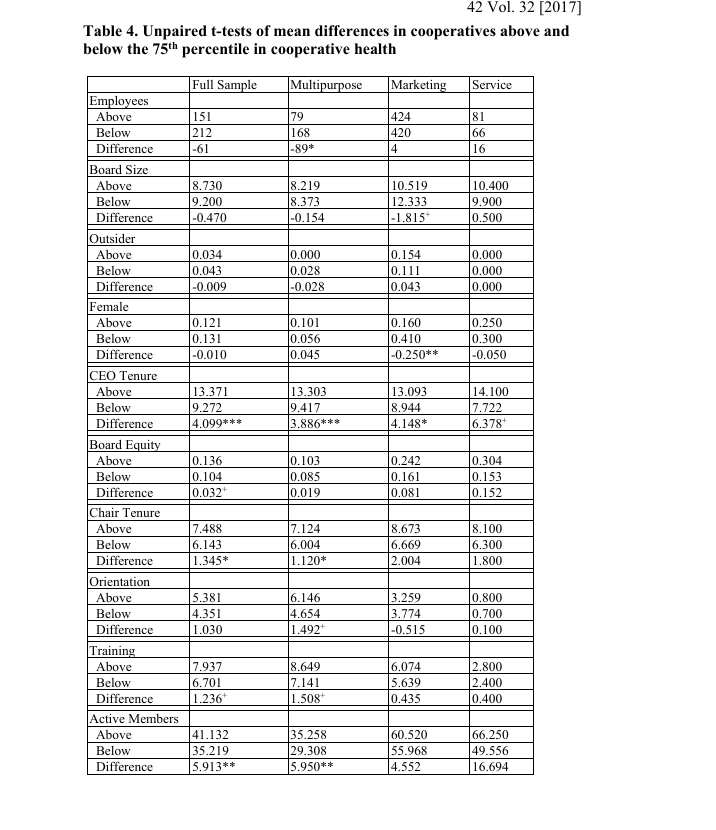 42 Vol. 32 [2017]
Table 4. Unpaired t-tests of mean differences in cooperatives above and
below the 75th percentile in cooperative health
Full Sample Multipurpose Marketing Service
Employees
Above 151 79 424 81
Below 212 168 420 66
Difference -61 -89* 4 16
Board Size
Above 8.730 8.219 10.519 10.400
Below 9.200 8.373 12.333 9.900
Difference -0.470 -0.154 -1.815+ 0.500
Outsider
Above 0.034 0.000 0.154 0.000
Below 0.043 0.028 0.111 0.000
Difference -0.009 -0.028 0.043 0.000
Female
Above 0.121 0.101 0.160 0.250
Below 0.131 0.056 0.410 0.300
Difference -0.010 0.045 -0.250** -0.050
CEO Tenure
Above 13.371 13.303 13.093 14.100
Below 9.272 9.417 8.944 7.722
Difference 4.099*** 3.886*** 4.148* 6.378+
Board Equity
Above 0.136 0.103 0.242 0.304
Below 0.104 0.085 0.161 0.153
Difference 0.032+ 0.019 0.081 0.152
Chair Tenure
Above 7.488 7.124 8.673 8.100
Below 6.143 6.004 6.669 6.300
Difference 1.345* 1.120* 2.004 1.800
Orientation
Above 5.381 6.146 3.259 0.800
Below 4.351 4.654 3.774 0.700
Difference 1.030 1.492+ -0.515 0.100
Training
Above 7.937 8.649 6.074 2.800
Below 6.701 7.141 5.639 2.400
Difference 1.236+ 1.508+ 0.435 0.400
Active Members
Above 41.132 35.258 60.520 66.250
Below 35.219 29.308 55.968 49.556
Difference 5.913** 5.950** 4.552 16.694